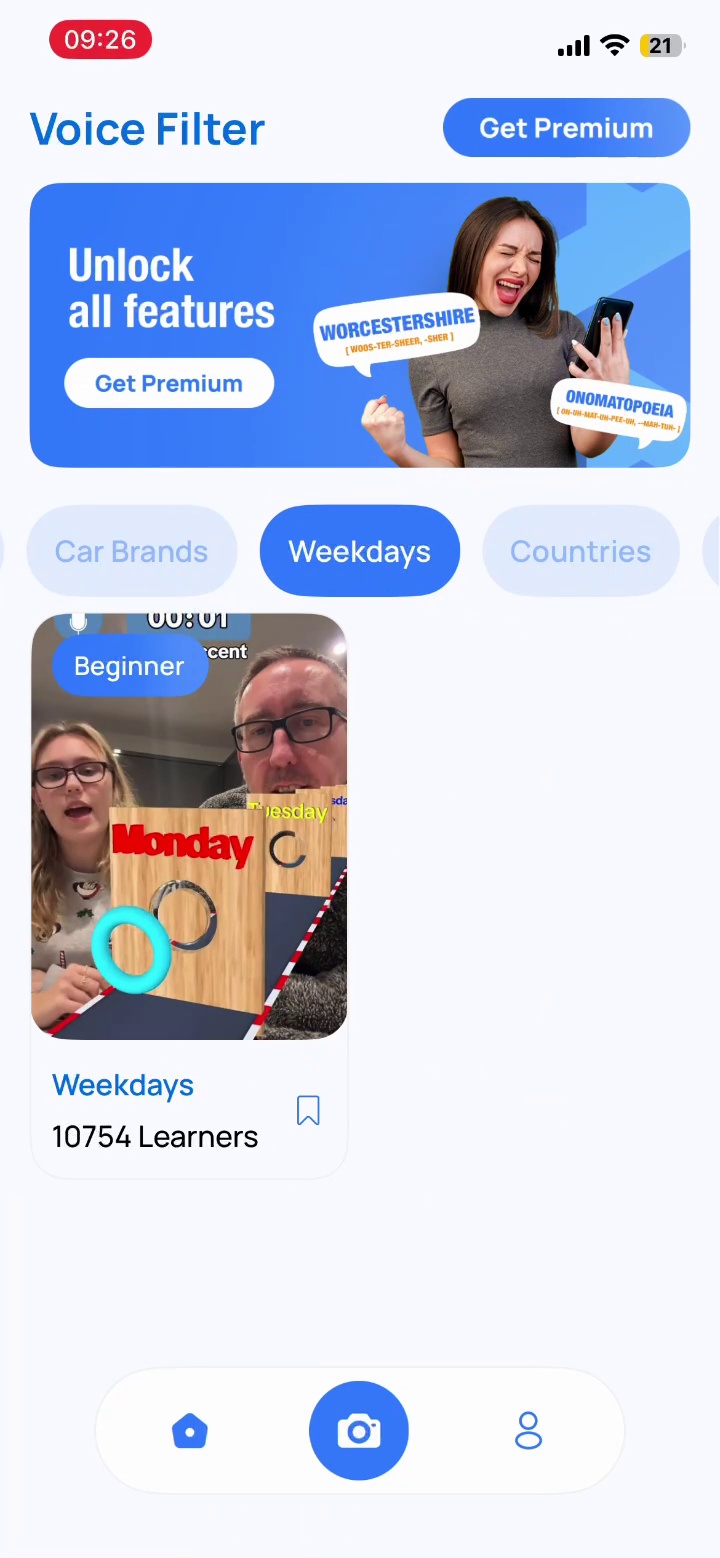 09:26
21
Voice Filter
Get Premium
Unlock
all features
Get Premium
WORCESTERSHIRE
[ WOOS-TER-SHEER, -SHER ]
ONOMATOPOEIA
[ ON-UH-MAT-UH-PEE-UH, --MAH-TUH- ]
Car Brands
Weekdays
Countries
00:01
Beginner
Monday
Tuesday
Weekdays
10754 Learners